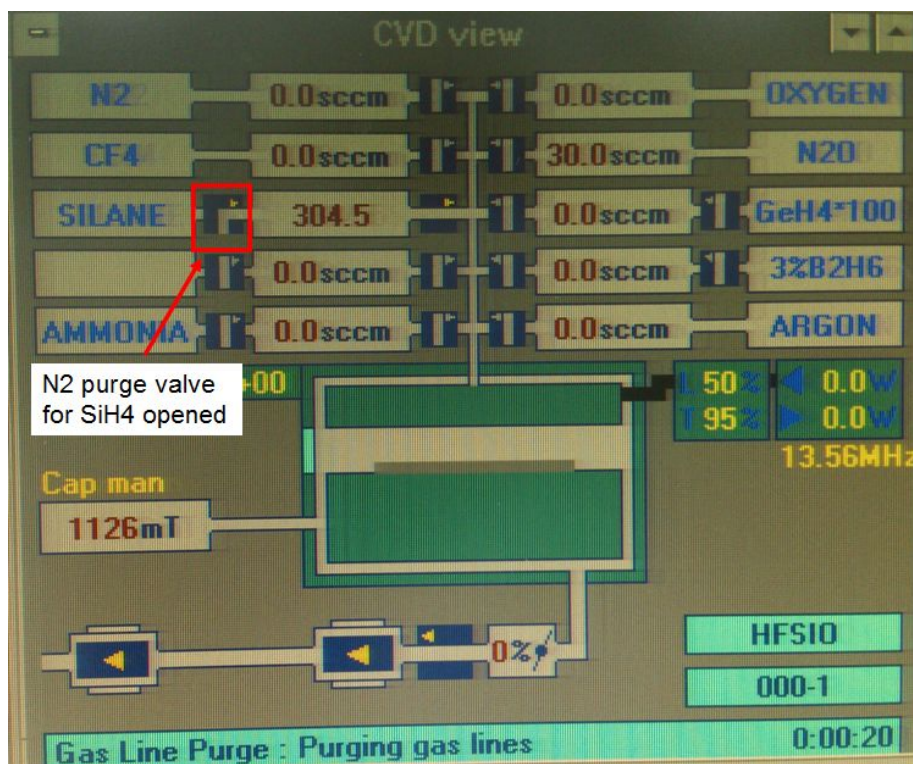 CVD view
N2 0.0sccm 0.0sccm OXYGEN
CF4 0.0sccm 30.0sccm N2O
SILANE 304.5 0.0sccm GeH4*100
0.0sccm 0.0sccm 3%B2H6
AMMONIA 0.0sccm 0.0sccm ARGON
N2 purge valve
for SiH4 opened
+00
L 50% 0.0W
T 95% 0.0W
13.56MHz
Cap man
1126mT
0%
HFSIO
000-1
Gas Line Purge : Purging gas lines 0:00:20